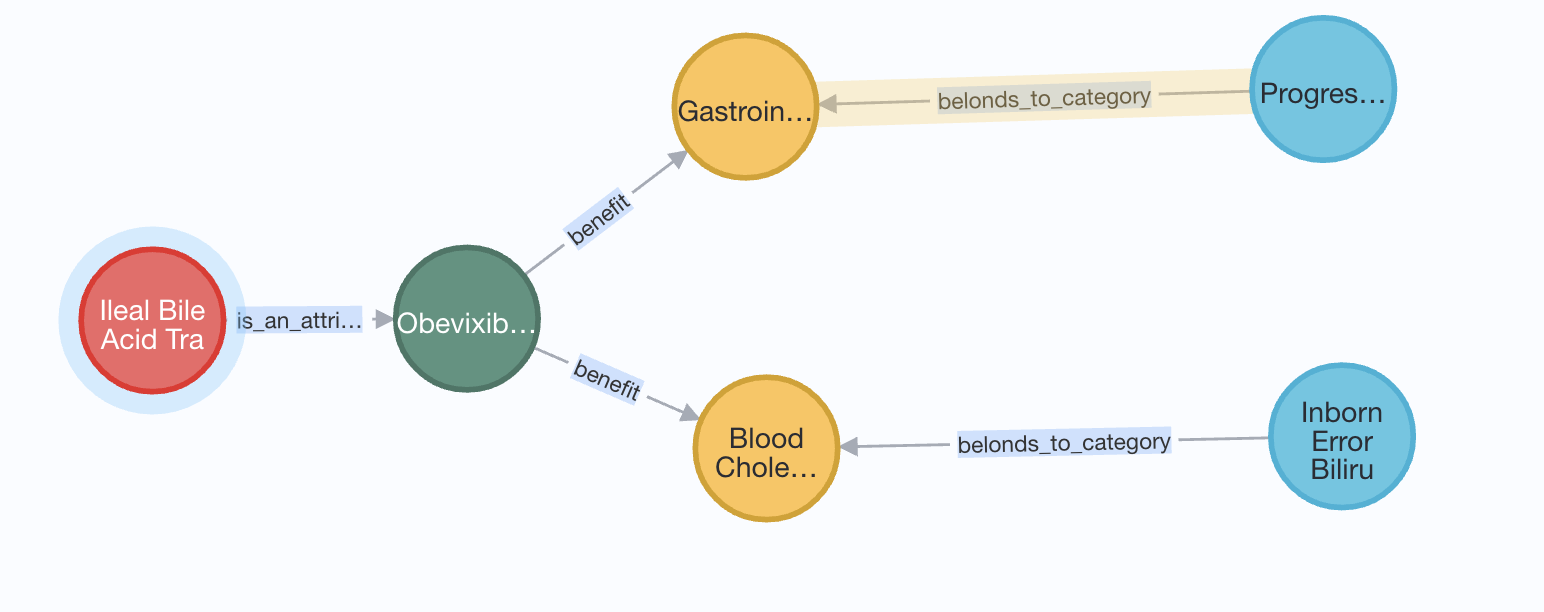 Gastroin…
belonds_to_category
Progres…
benefit
Ileal Bile
Acid Tra
is_an_attri…
Obevixib…
benefit
Blood
Chole…
belonds_to_category
Inborn
Error
Biliru